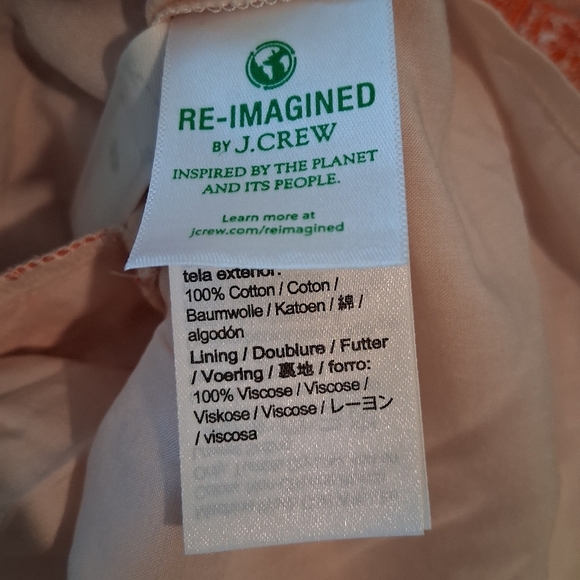 RE-IMAGINED
BY J.CREW
INSPIRED BY THE PLANET
AND ITS PEOPLE.
Learn more at
jcrew.com/reimagined
tela exterior:
100% Cotton / Coton /
Baumwolle / Katoen / 綿 /
algodón
Lining / Doublure / Futter
/ Voering / 裏地 / forro:
100% Viscose / Viscose /
Viskose / Viscose / レーヨン
/ viscosa